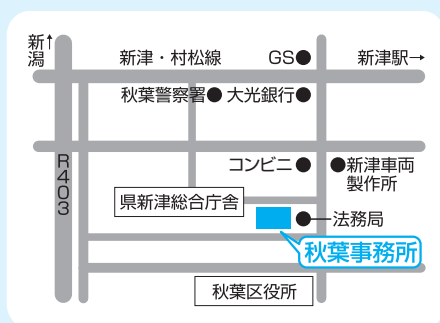 新↑
潟
新津・村松線
GS
新津駅→
秋葉警察署
大光銀行
R403
コンビニ
新津車両
製作所
県新津総合庁舎
法務局
秋葉事務所
秋葉区役所